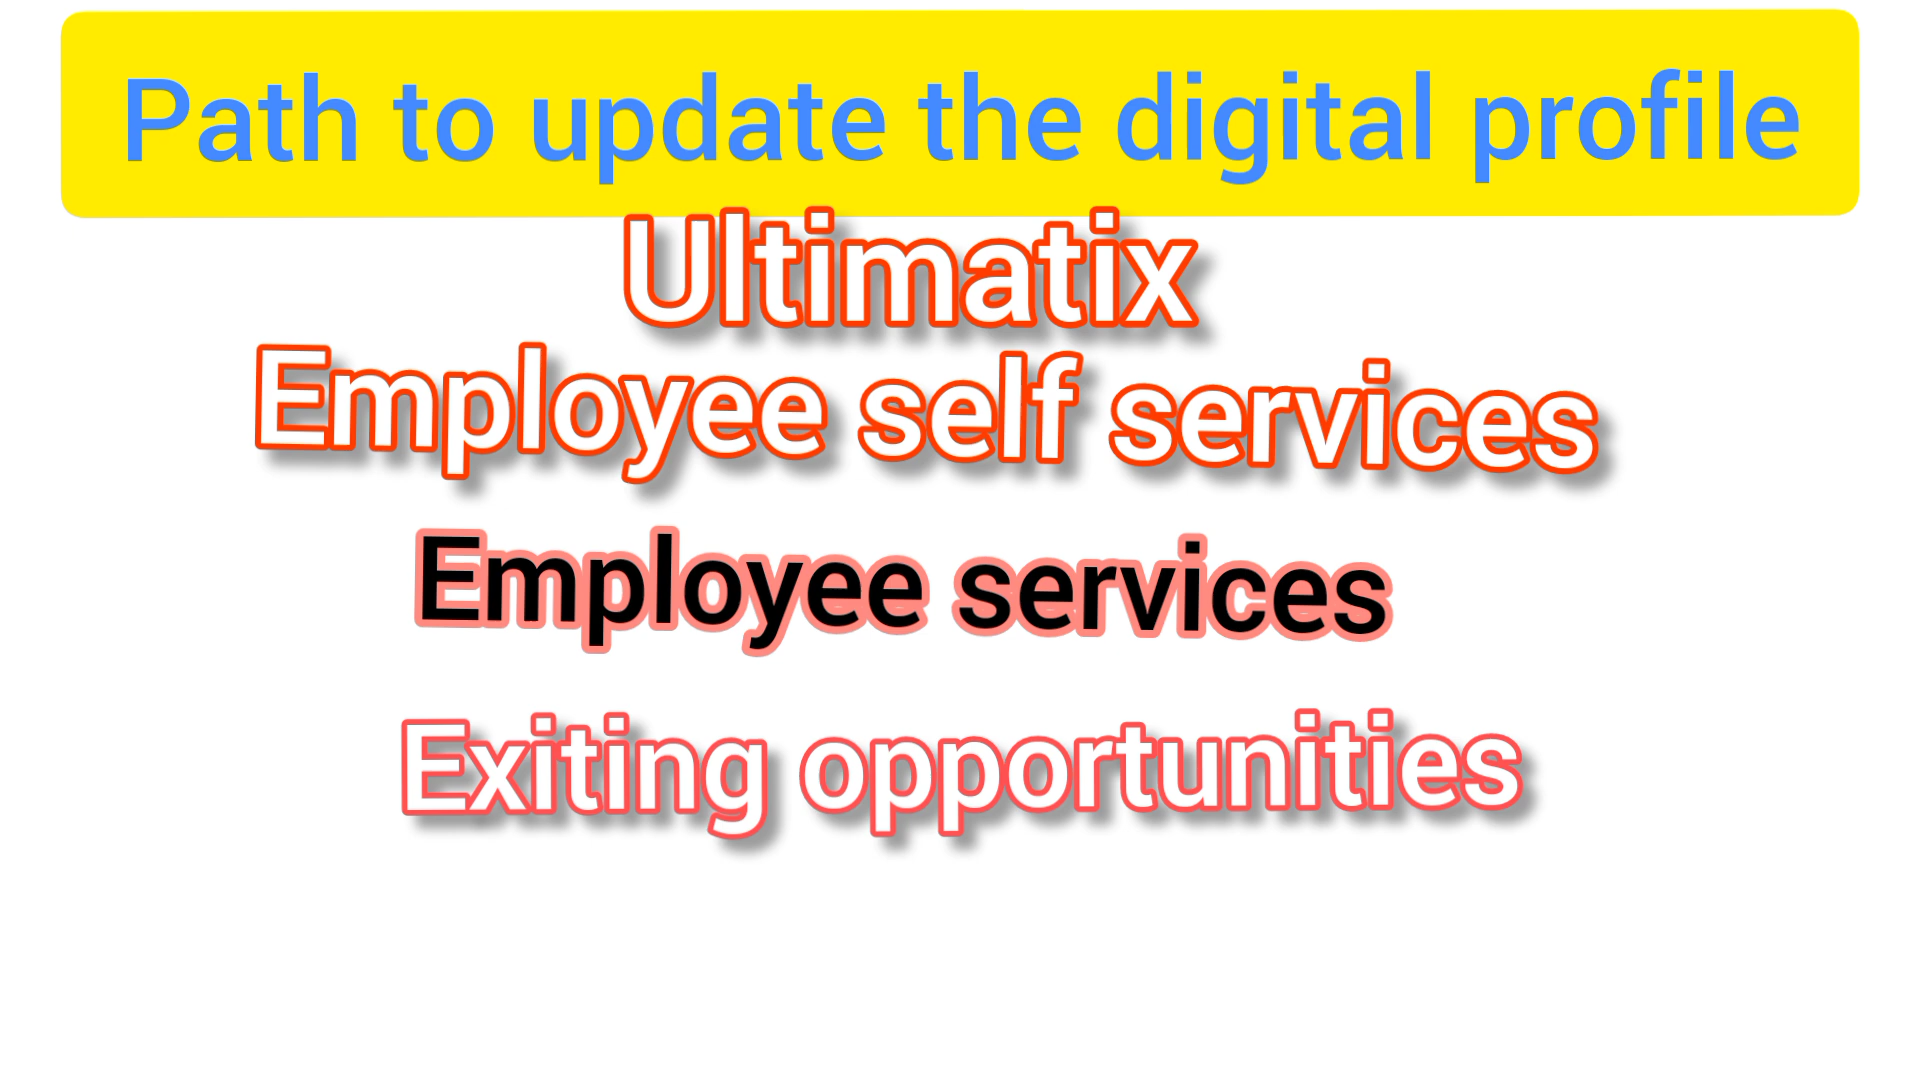 Path to update the digital profile
Ultimatix
Employee self services
Employee services
Exiting opportunities